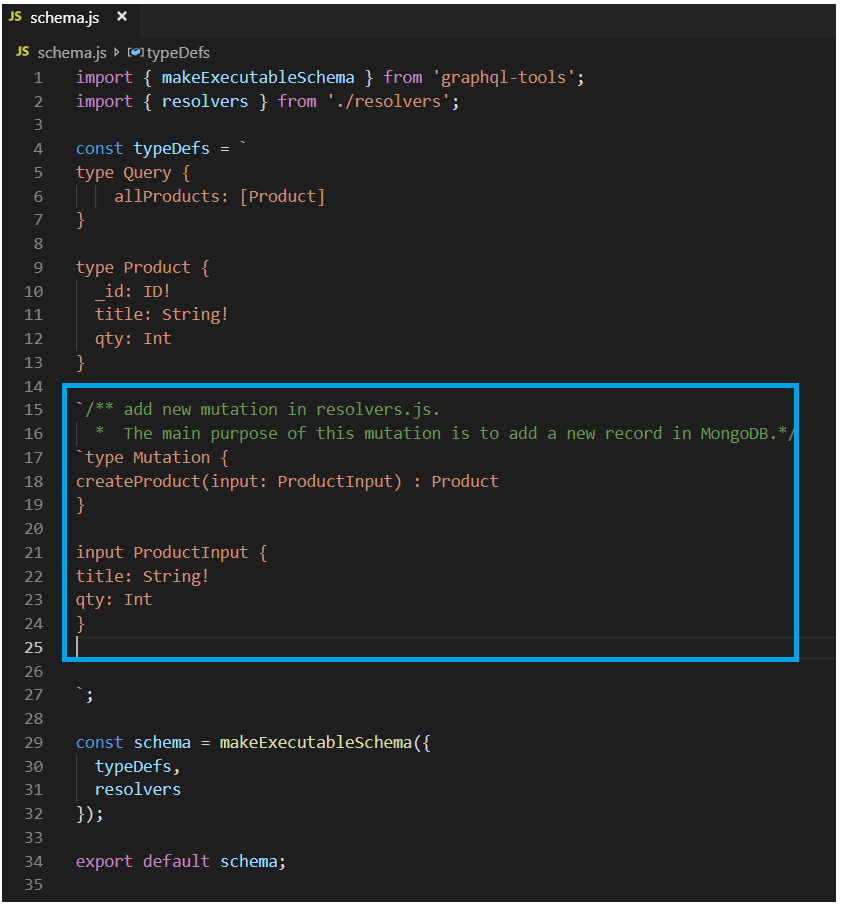 JS schema.js ×
JS schema.js typeDefs
1 import { makeExecutableSchema } from 'graphql-tools';
2 import { resolvers } from './resolvers';
3
4 const typeDefs = `
5 type Query {
6     allProducts: [Product]
7 }
8
9 type Product {
10   _id: ID!
11   title: String!
12   qty: Int
13 }
14
15 `/** add new mutation in resolvers.js.
16   *  The main purpose of this mutation is to add a new record in MongoDB.*/
17 `type Mutation {
18 createProduct(input: ProductInput) : Product
19 }
20
21 input ProductInput {
22 title: String!
23 qty: Int
24 }
25
26
27 `;
28
29 const schema = makeExecutableSchema({
30   typeDefs,
31   resolvers
32 });
33
34 export default schema;
35